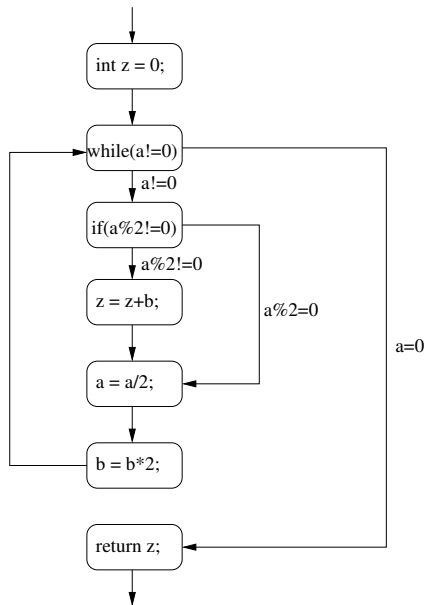 int z = 0;
while(a!=0)
a!=0
if(a%2!=0)
a%2!=0
z = z+b;
a%2=0
a=0
a = a/2;
b = b*2;
return z;